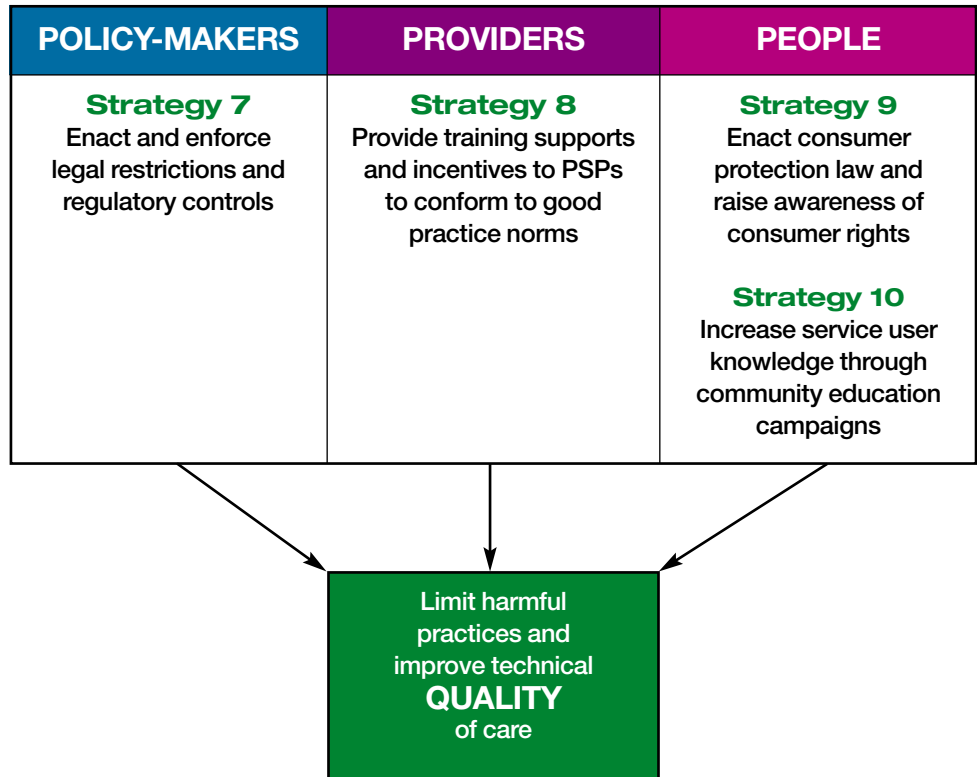 POLICY-MAKERS
Strategy 7
Enact and enforce
legal restrictions and
regulatory controls
PROVIDERS
Strategy 8
Provide training supports
and incentives to PSPs
to conform to good
practice norms
PEOPLE
Strategy 9
Enact consumer
protection law and
raise awareness of
consumer rights
Strategy 10
Increase service user
knowledge through
community education
campaigns
Limit harmful
practices and
improve technical
QUALITY
of care